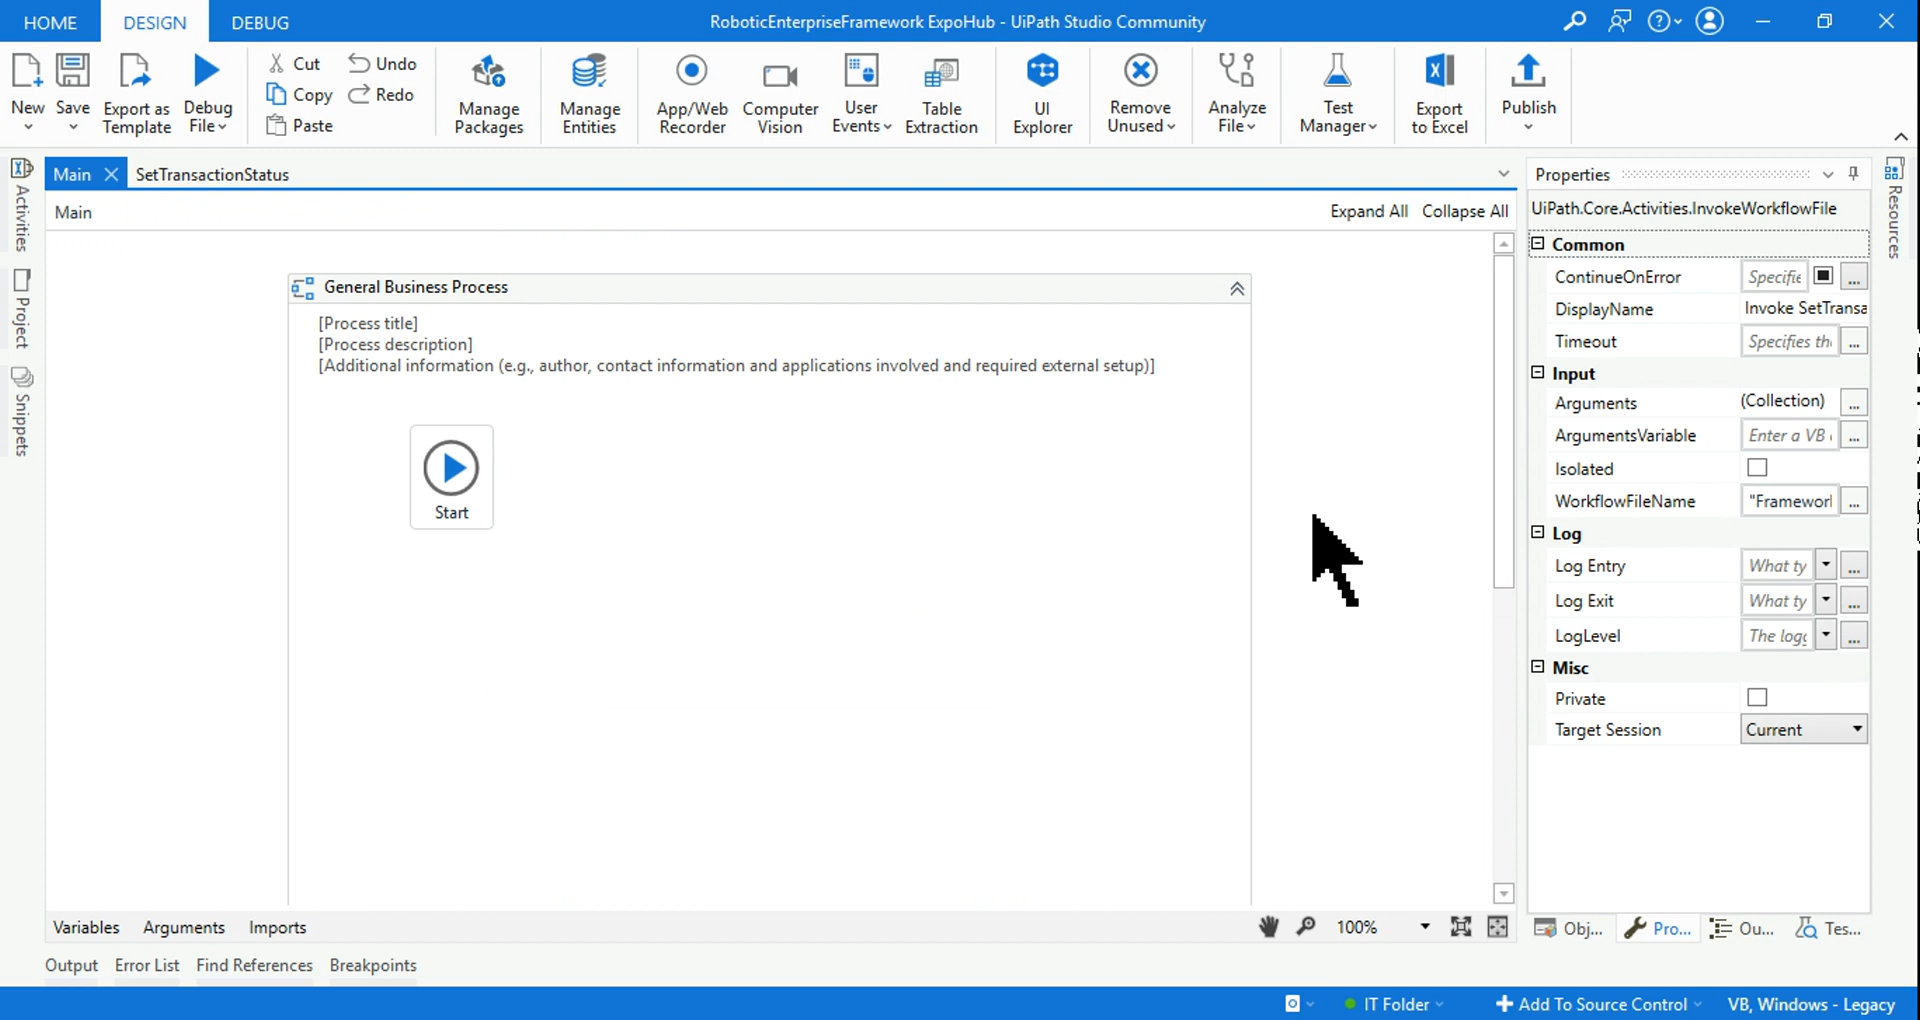 HOME DESIGN DEBUG RoboticEnterpriseFramework ExpoHub - UiPath Studio Community
New Save Export as Template Debug File
Cut Undo
Copy Redo
Paste
Manage Packages
Manage Entities
App/Web Recorder
Computer Vision
User Events
Table Extraction
UI Explorer
Remove Unused
Analyze File
Test Manager
Export to Excel
Publish
Activities
Project
Snippets
Main SetTransactionStatus
Main Expand All Collapse All
General Business Process
[Process title]
[Process description]
[Additional information (e.g., author, contact information and applications involved and required external setup)]
Start
Properties
UiPath.Core.Activities.InvokeWorkflowFile
Common
ContinueOnError Specifie ...
DisplayName Invoke SetTransa
Timeout Specifies th ...
Input
Arguments (Collection) ...
ArgumentsVariable Enter a VB ...
Isolated
WorkflowFileName "Framework ...
Log
Log Entry What ty ...
Log Exit What ty ...
LogLevel The logg ...
Misc
Private
Target Session Current
Resources
Variables Arguments Imports 100%
Obj... Pro... Ou... Tes...
Output Error List Find References Breakpoints
IT Folder Add To Source Control VB, Windows - Legacy